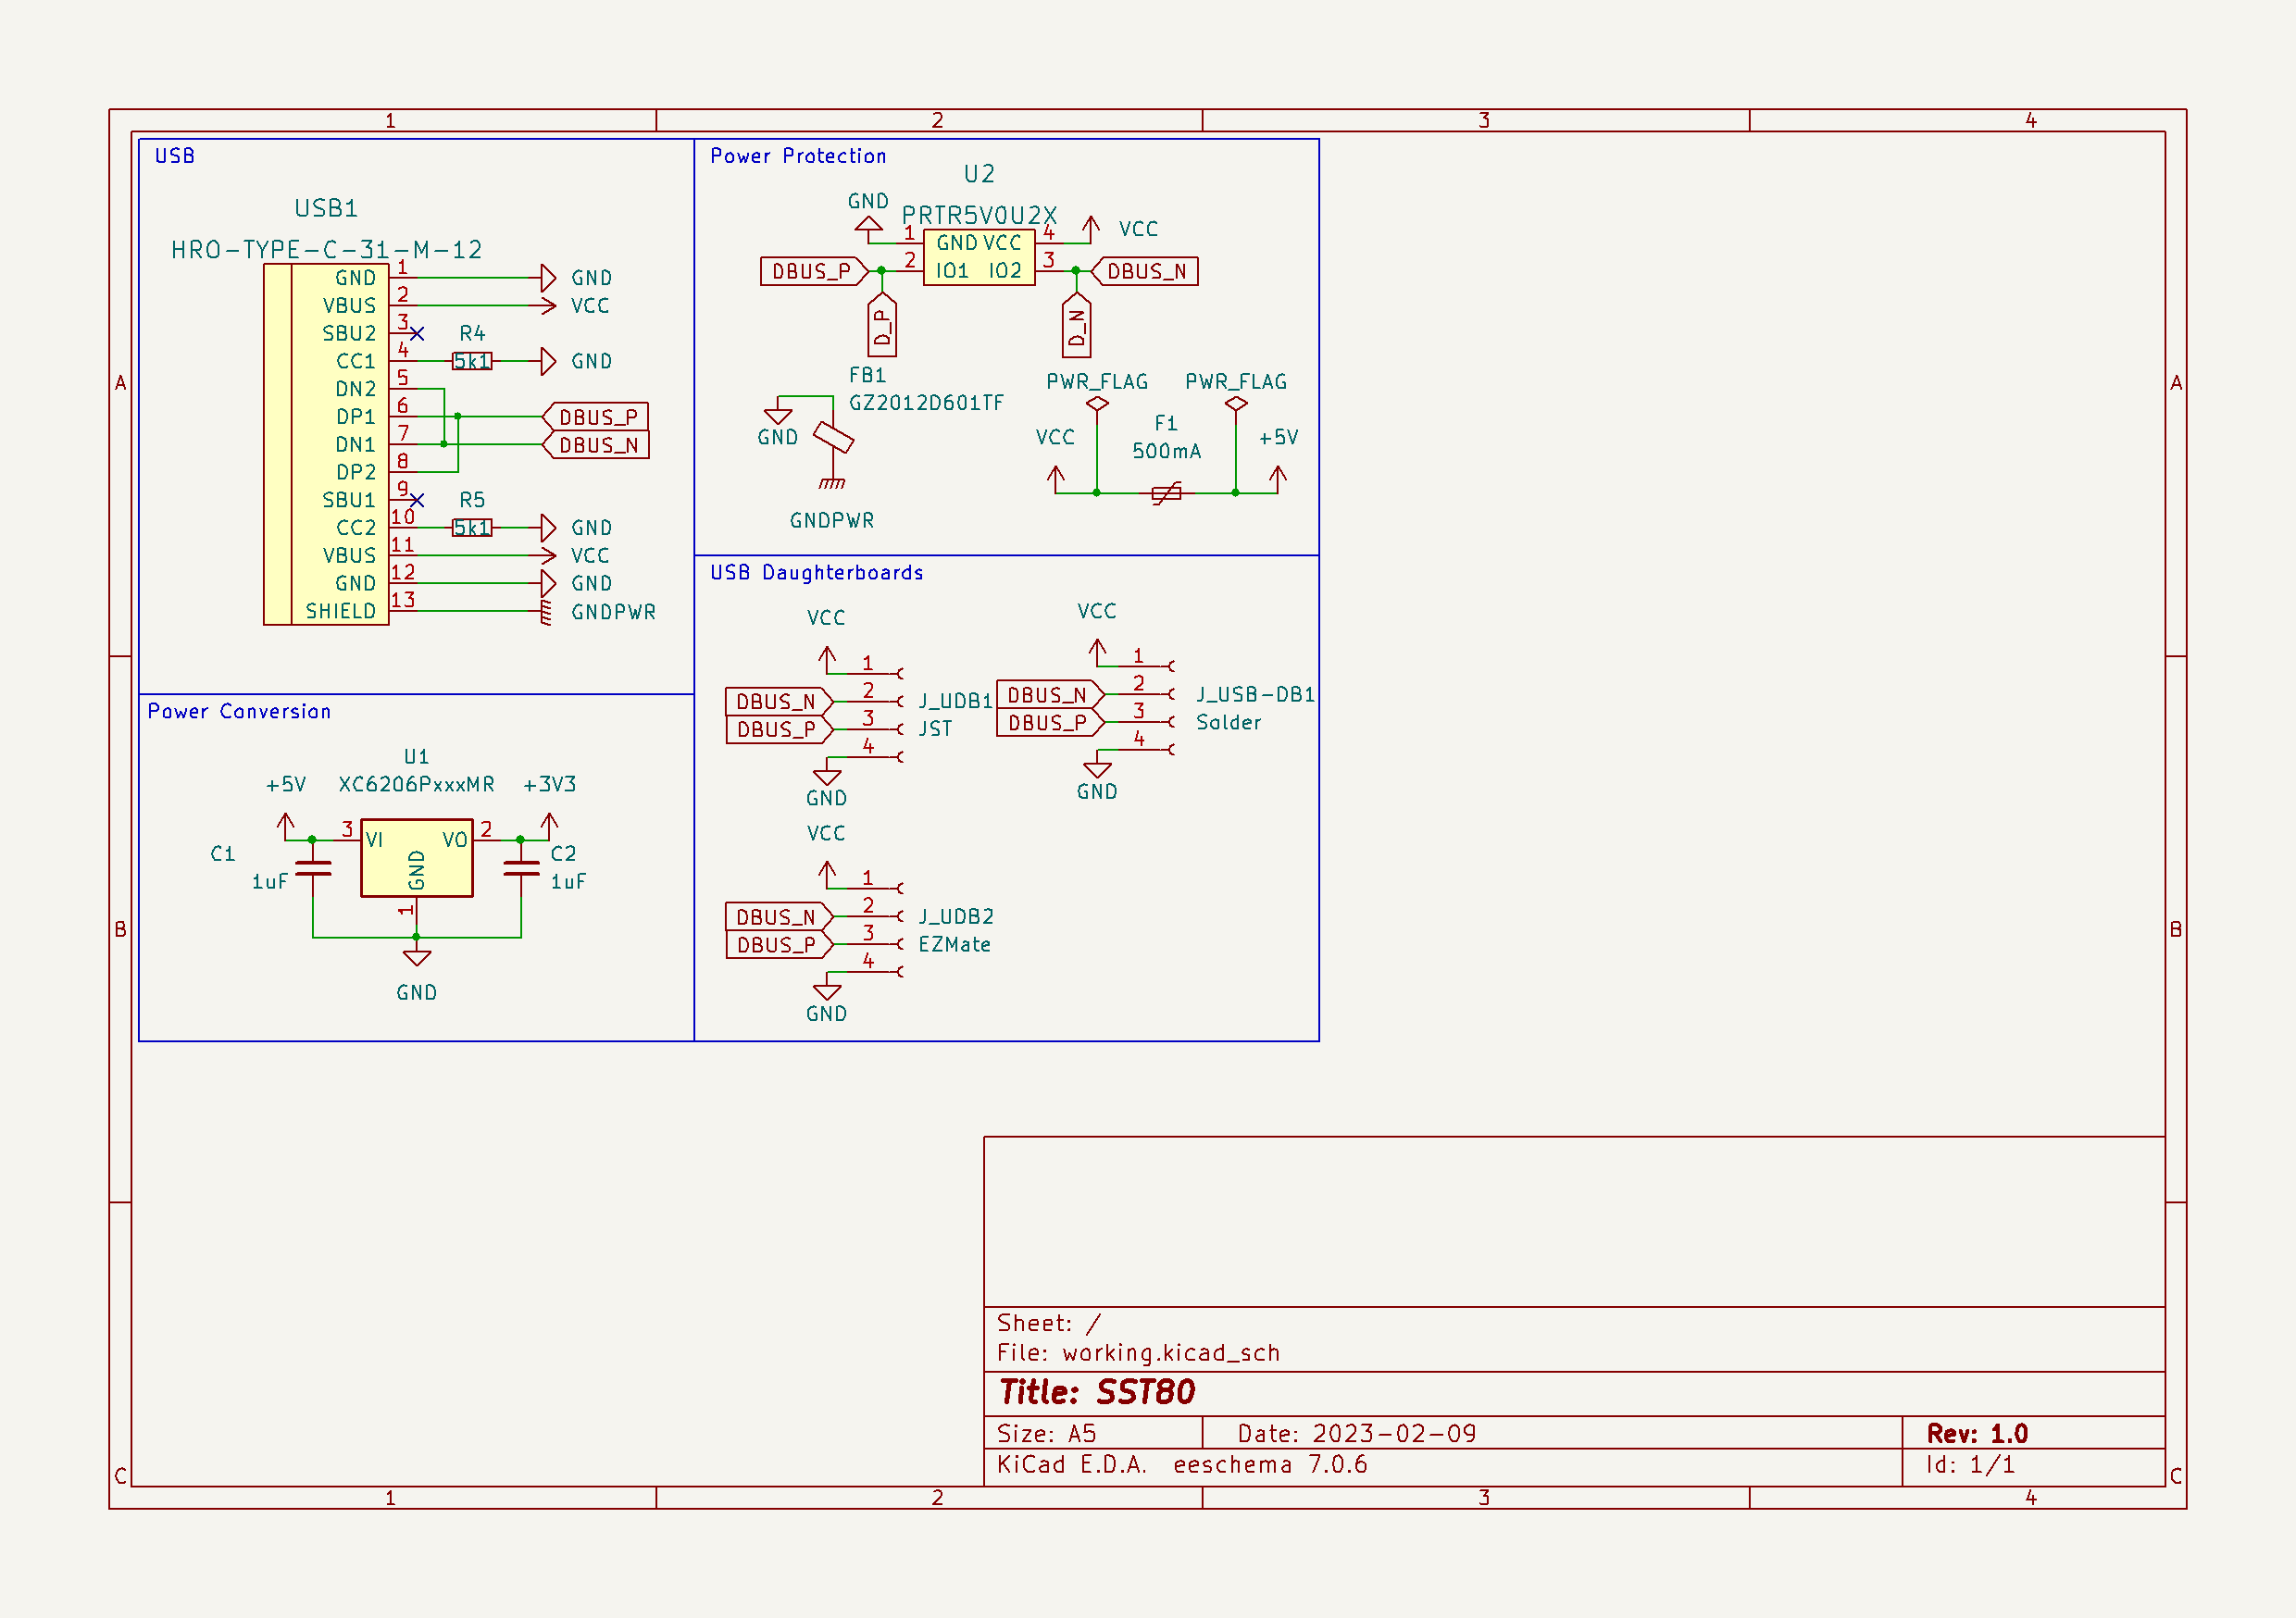 1 2 3 4
A A
B B
C C
1 2 3 4
USB
USB1
HRO-TYPE-C-31-M-12
GND 1 GND
VBUS 2 VCC
SBU2 3 R4
CC1 4 5k1 GND
DN2 5
DP1 6 DBUS_P
DN1 7 DBUS_N
DP2 8
SBU1 9 R5
CC2 10 5k1 GND
VBUS 11 VCC
GND 12 GND
SHIELD 13 GNDPWR
Power Protection
U2
GND PRTR5V0U2X VCC
1 GND VCC 4
DBUS_P 2 IO1 IO2 3 DBUS_N
D_P D_N
FB1
GZ2012D601TF
GND
GNDPWR
PWR_FLAG PWR_FLAG
F1
VCC 500mA +5V
Power Conversion
U1
+5V XC6206PxxxMR +3V3
3 VI VO 2
C1 GND C2
1uF 1uF
1
GND
USB Daughterboards
VCC
1
DBUS_N 2 J_UDB1
DBUS_P 3 JST
4
GND
VCC
1
DBUS_N 2 J_USB-DB1
DBUS_P 3 Solder
4
GND
VCC
1
DBUS_N 2 J_UDB2
DBUS_P 3 EZMate
4
GND
Sheet: /
File: working.kicad_sch
Title: SST80
Size: A5 Date: 2023-02-09 Rev: 1.0
KiCad E.D.A. eeschema 7.0.6 Id: 1/1